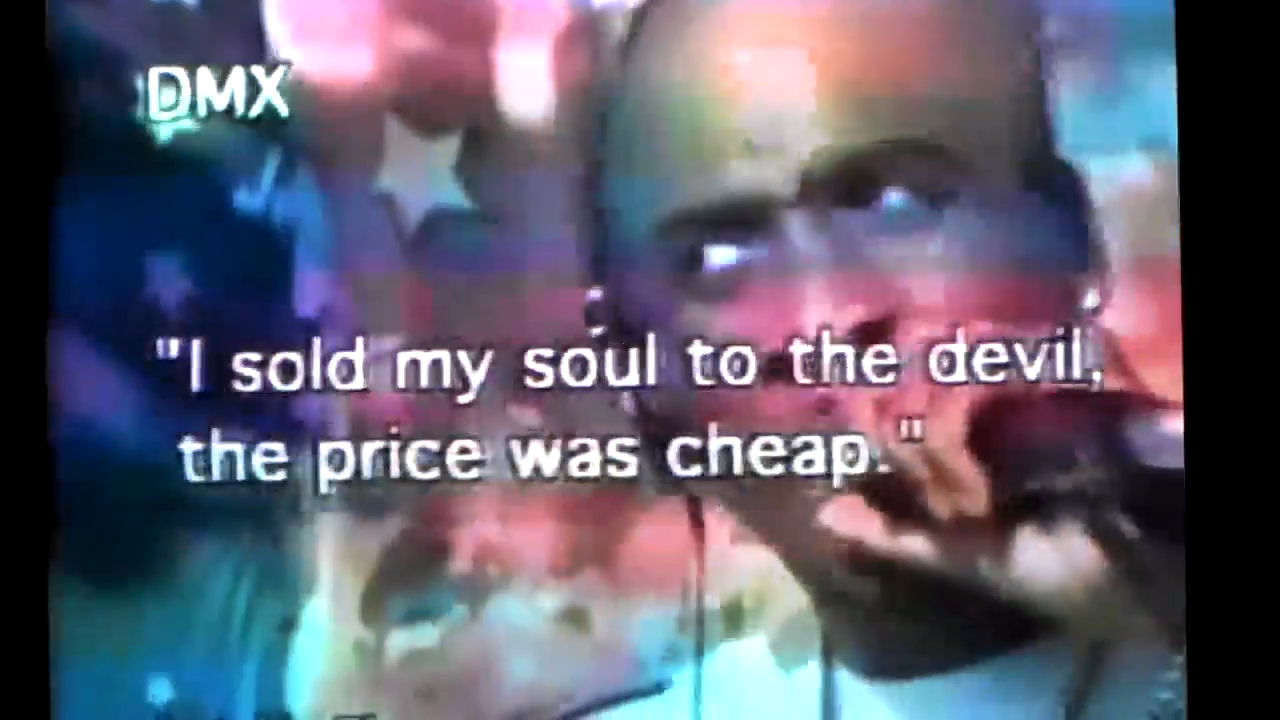 DMX
"I sold my soul to the devil,
the price was cheap."